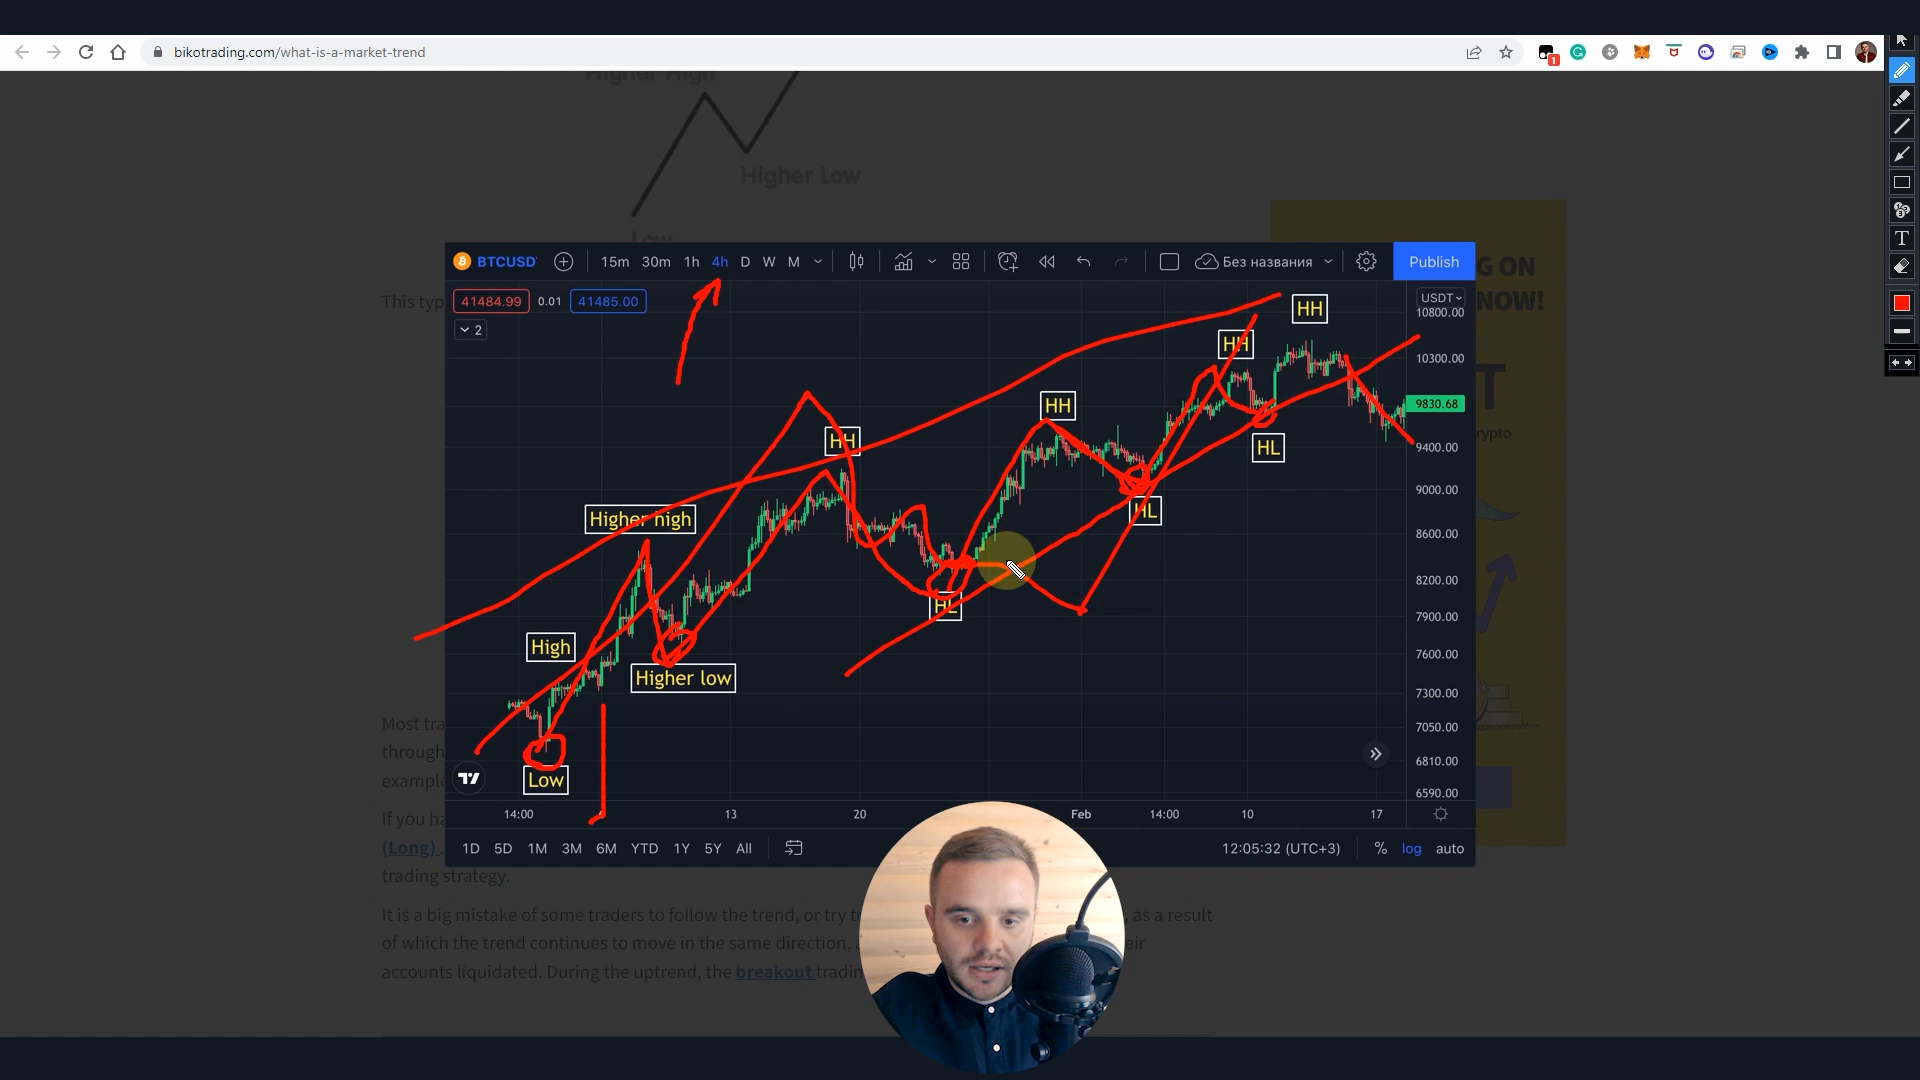 bikotrading.com/what-is-a-market-trend
1
Higher High
Higher Low
Low
G ON
NOW!
T
rypto
This typ
BTCUSD
15m 30m 1h 4h D W M
Без названия
Publish
41484.99 0.01 41485.00
2
USDT
10800.00
10300.00
9830.68
9400.00
9000.00
8600.00
8200.00
7900.00
7600.00
7300.00
7050.00
6810.00
6590.00
HH
HH
HH
HL
HH
HL
Higher high
HL
High
Higher low
Low
14:00 13 20 Feb 14:00 10 17
1D 5D 1M 3M 6M YTD 1Y 5Y All
12:05:32 (UTC+3) % log auto
Most tra
through
example
If you ha
(Long)
trading strategy.
It is a big mistake of some traders to follow the trend, or try t as a result
of which the trend continues to move in the same direction, eir
accounts liquidated. During the uptrend, the breakout tradin
T